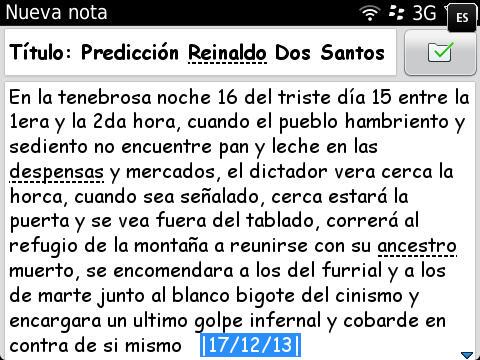 Nueva nota 3G ES
Título: Predicción Reinaldo Dos Santos
En la tenebrosa noche 16 del triste día 15 entre la
1era y la 2da hora, cuando el pueblo hambriento y
sediento no encuentre pan y leche en las
despensas y mercados, el dictador vera cerca la
horca, cuando sea señalado, cerca estará la
puerta y se vea fuera del tablado, correrá al
refugio de la montaña a reunirse con su ancestro
muerto, se encomendara a los del furrial y a los
de marte junto al blanco bigote del cinismo y
encargara un ultimo golpe infernal y cobarde en
contra de si mismo |17/12/13|